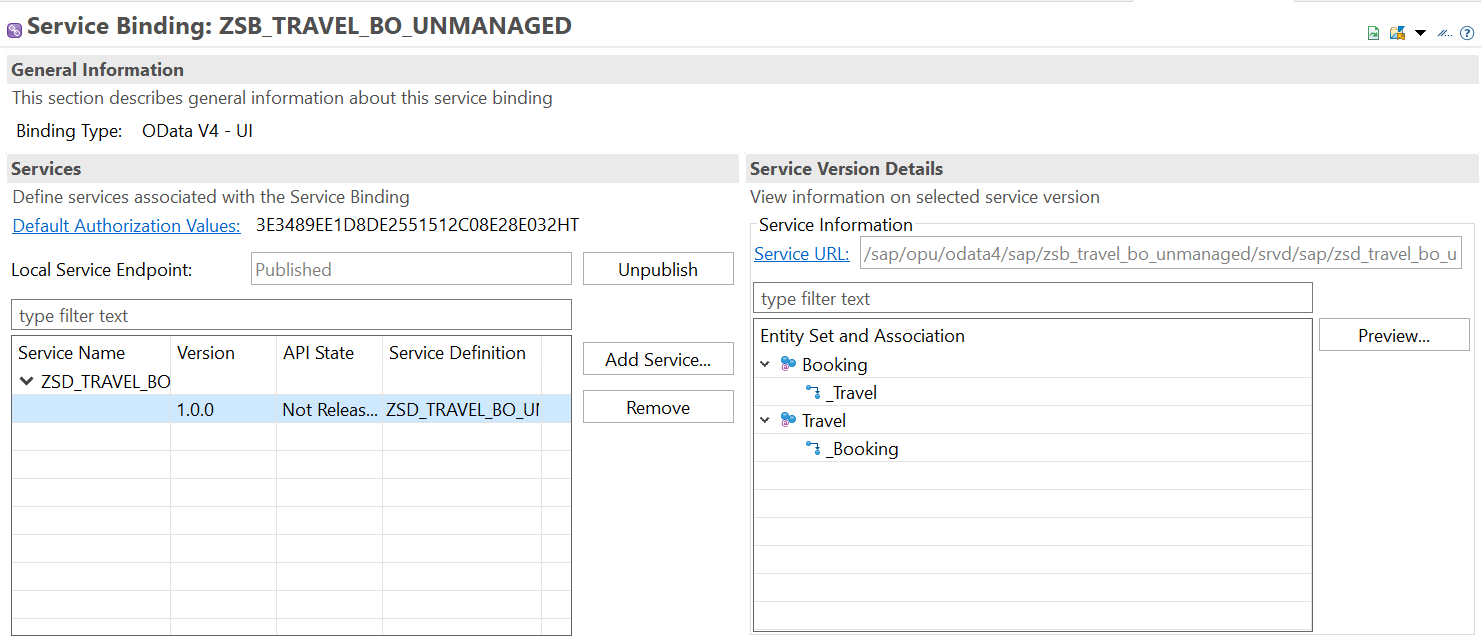 Service Binding: ZSB_TRAVEL_BO_UNMANAGED
General Information
This section describes general information about this service binding
Binding Type: OData V4 - UI
Services
Define services associated with the Service Binding
Default Authorization Values: 3E3489EE1D8DE2551512C08E28E032HT
Local Service Endpoint: Published Unpublish
type filter text
Service Name Version API State Service Definition
ZSD_TRAVEL_BO
1.0.0 Not Releas... ZSD_TRAVEL_BO_UI
Add Service...
Remove
Service Version Details
View information on selected service version
Service Information
Service URL: /sap/opu/odata4/sap/zsb_travel_bo_unmanaged/srvd/sap/zsd_travel_bo_u
type filter text
Entity Set and Association
Preview...
Booking
_Travel
Travel
_Booking